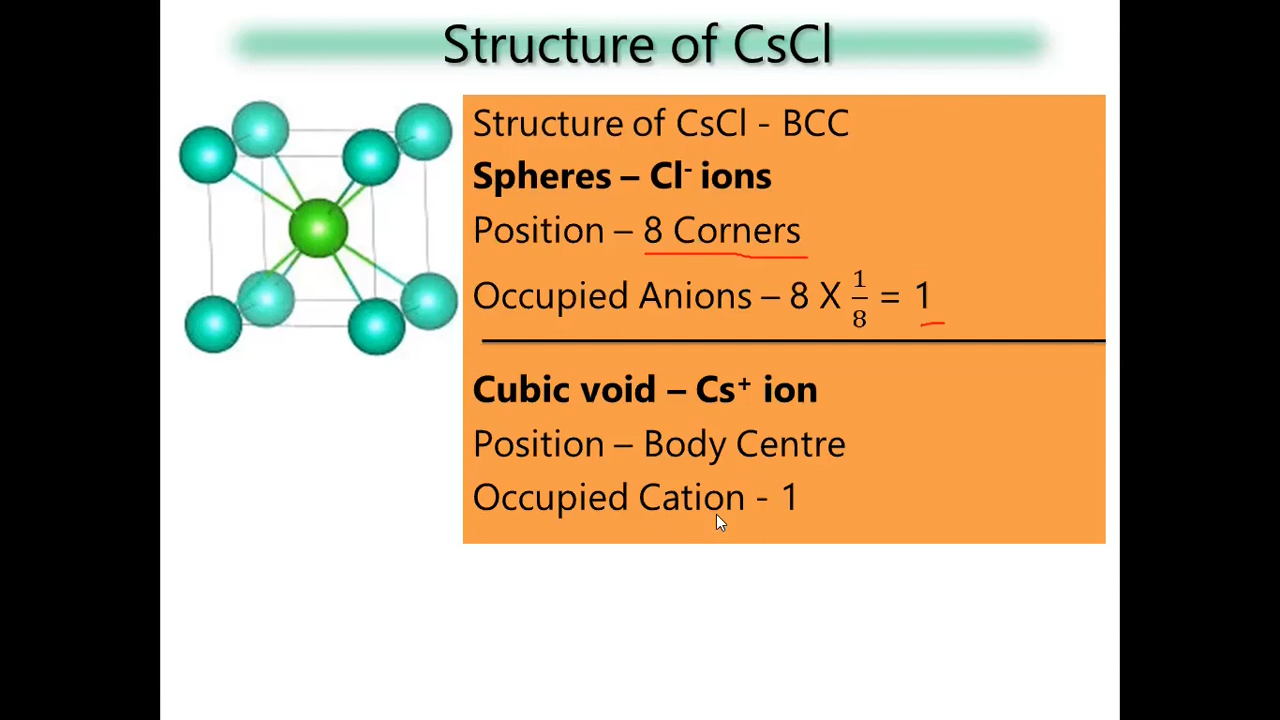 Structure of CsCl
Structure of CsCl - BCC
Spheres – Cl⁻ ions
Position – 8 Corners
Occupied Anions – 8 X 1/8 = 1
Cubic void – Cs⁺ ion
Position – Body Centre
Occupied Cation - 1